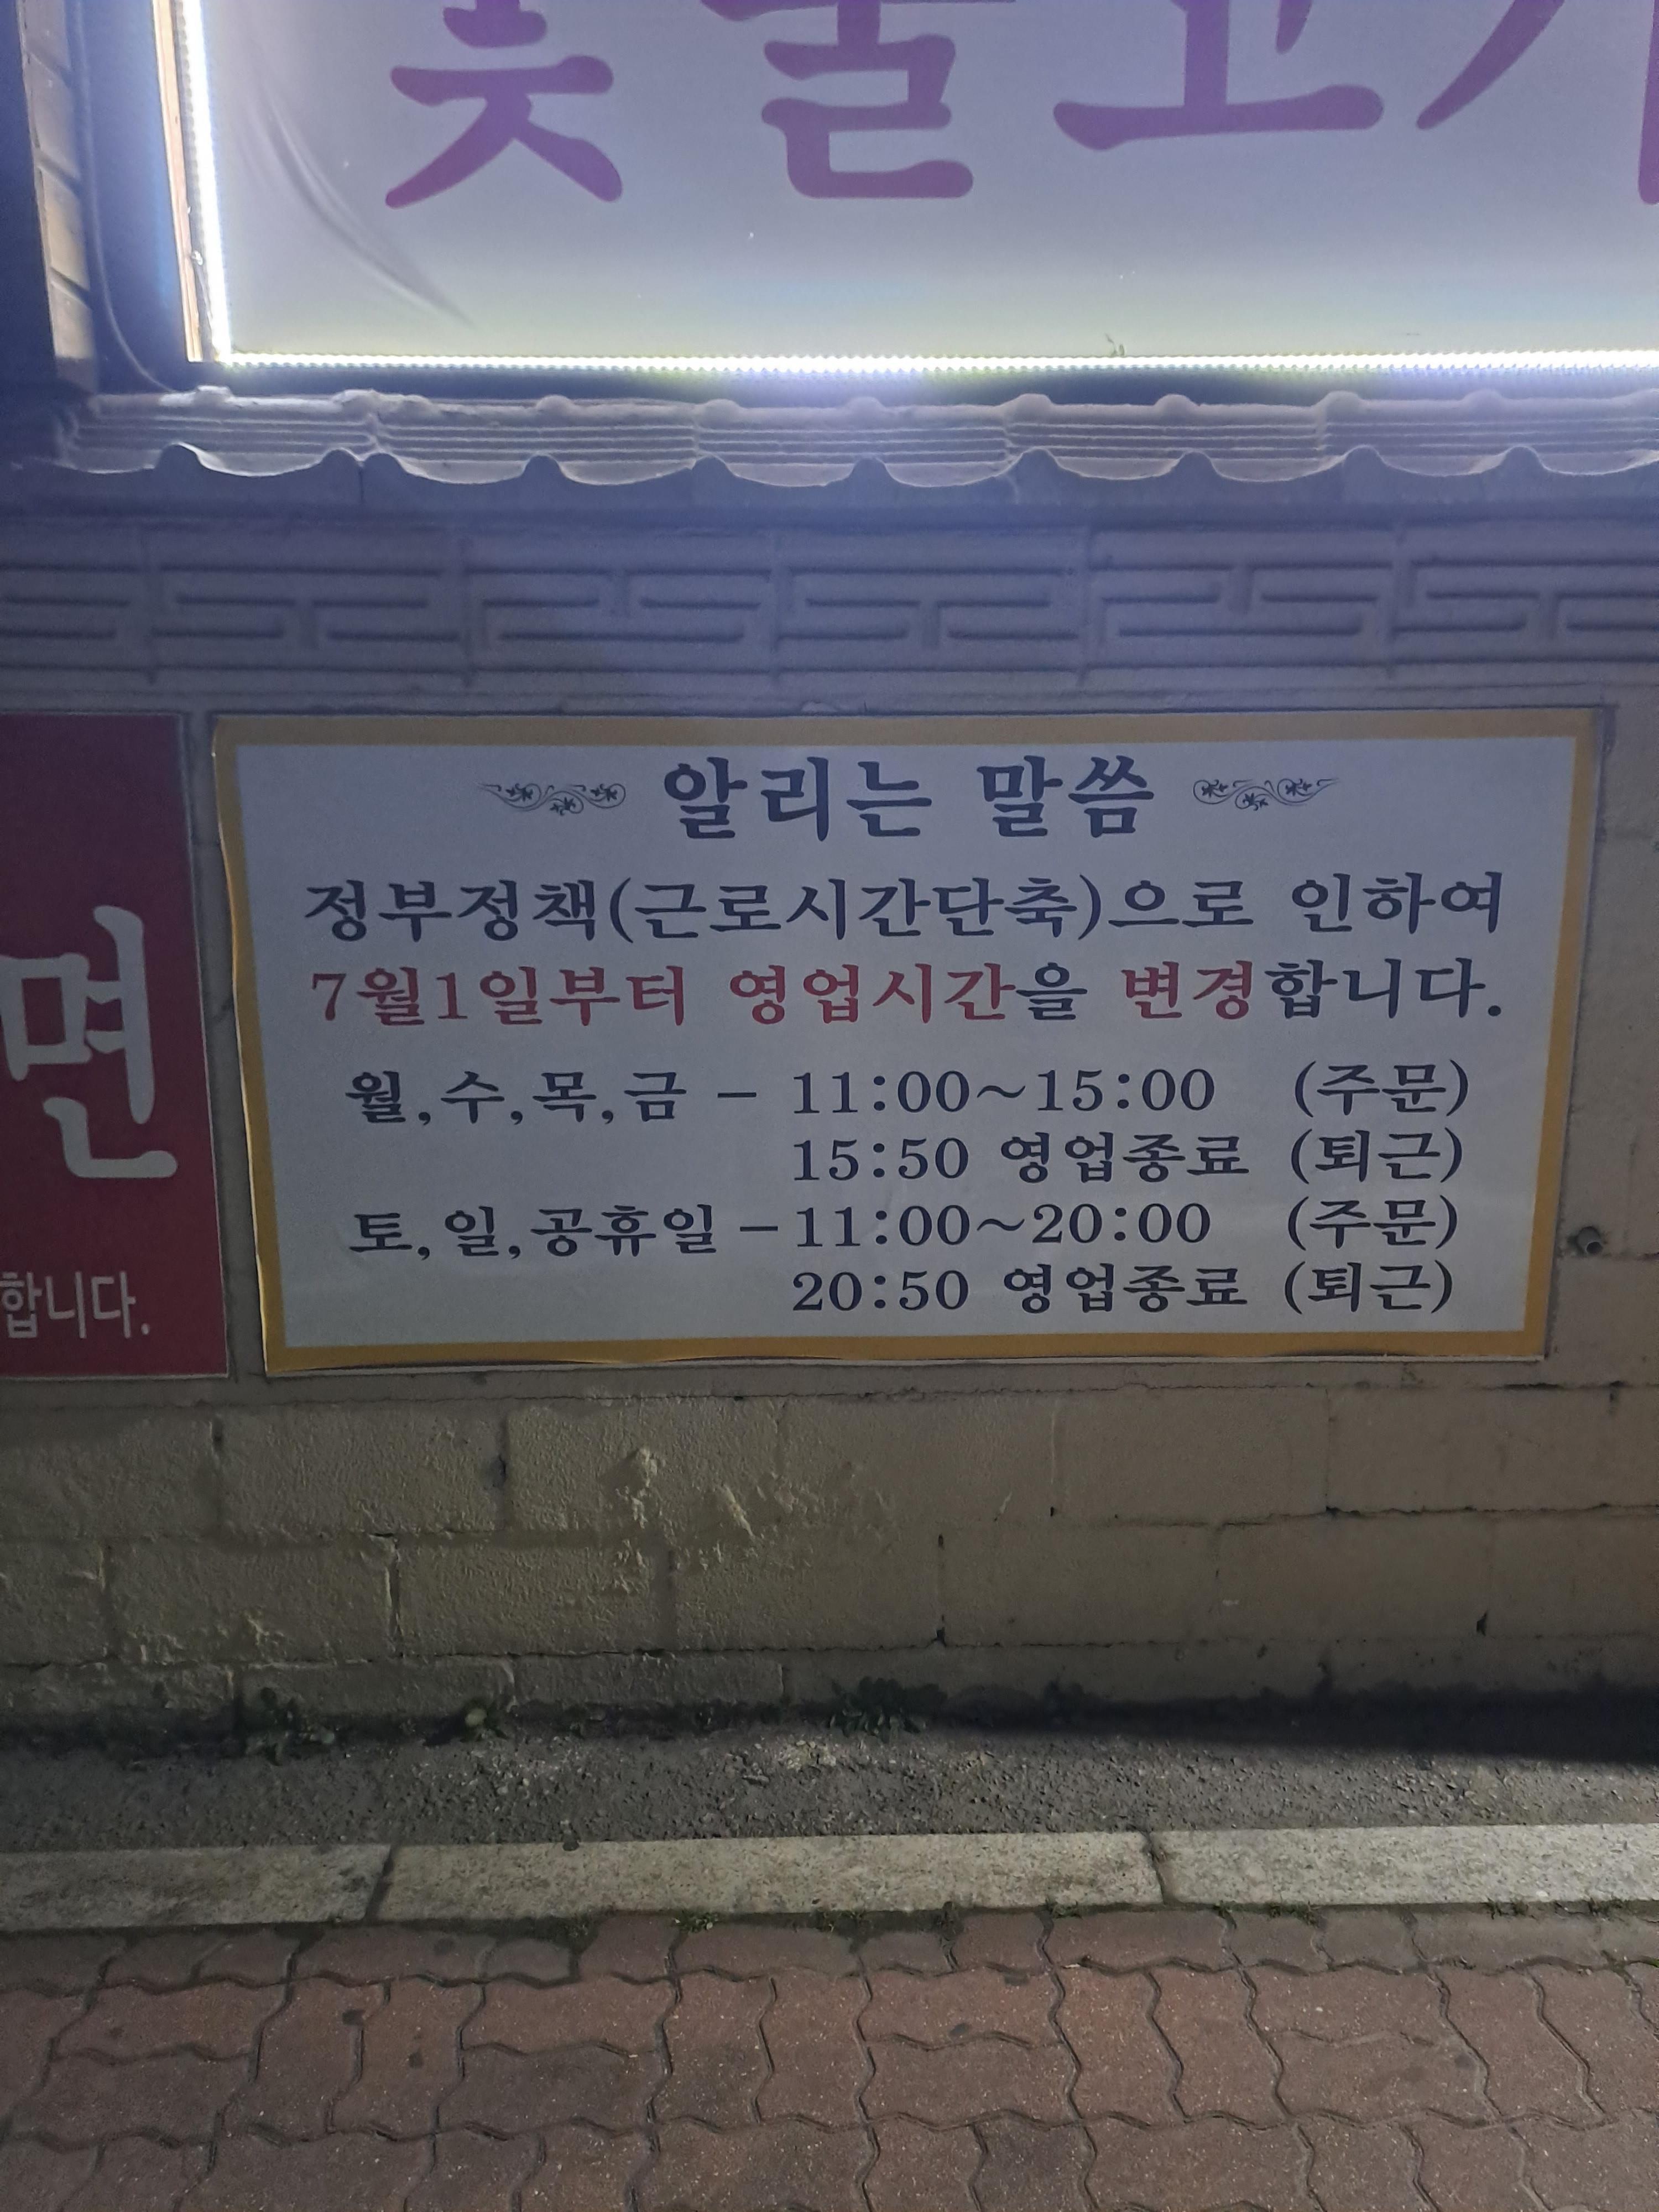 숯불고기
알리는 말씀
정부정책(근로시간단축)으로 인하여
7월1일부터 영업시간을 변경합니다.
월,수,목,금 - 11:00~15:00 (주문)
15:50 영업종료 (퇴근)
토,일,공휴일 -11:00~20:00 (주문)
20:50 영업종료 (퇴근)
면
합니다.